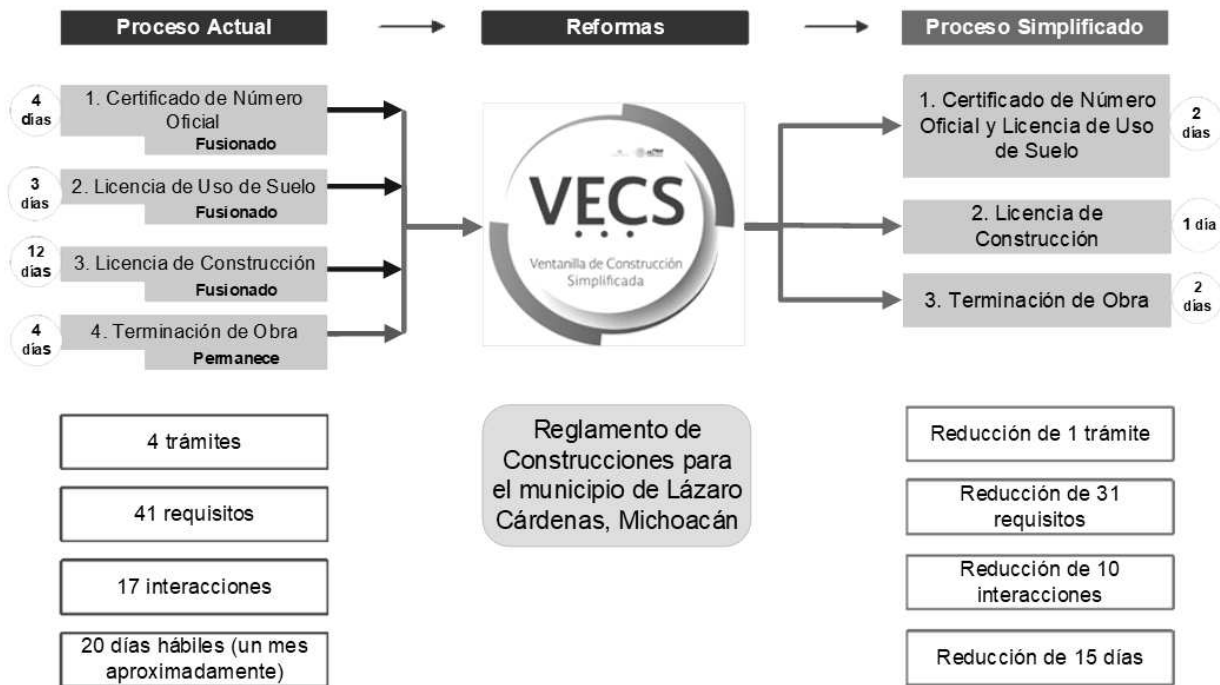 Proceso Actual
Reformas
Proceso Simplificado
4
días
1. Certificado de Número
Oficial
Fusionado
3
días
2. Licencia de Uso de Suelo
Fusionado
12
días
3. Licencia de Construcción
Fusionado
4
días
4. Terminación de Obra
Permanece
VECS
Ventanilla de Construcción
Simplificada
1. Certificado de Número
Oficial y Licencia de Uso
de Suelo
2
días
2. Licencia de
Construcción
1 día
3. Terminación de Obra
2
días
4 trámites
41 requisitos
17 interacciones
20 días hábiles (un mes
aproximadamente)
Reglamento de
Construcciones para
el municipio de Lázaro
Cárdenas, Michoacán
Reducción de 1 trámite
Reducción de 31
requisitos
Reducción de 10
interacciones
Reducción de 15 días